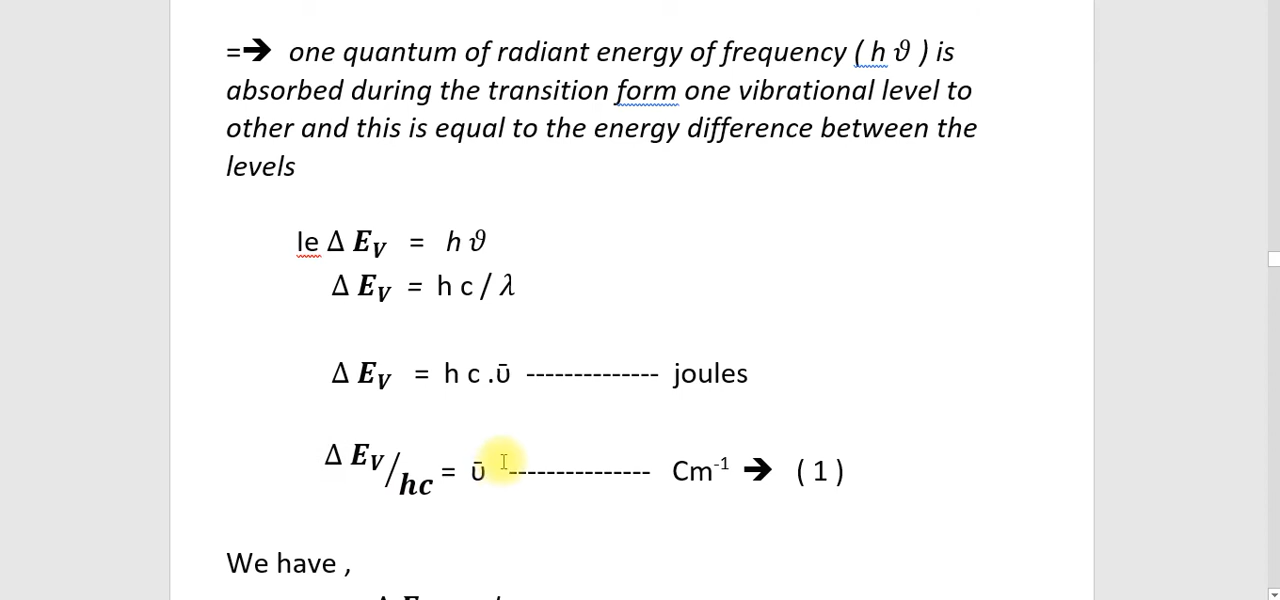 =➔ one quantum of radiant energy of frequency ( h ϑ ) is
absorbed during the transition form one vibrational level to
other and this is equal to the energy difference between the
levels
Ie Δ E_V = h ϑ
Δ E_V = h c / λ
Δ E_V = h c .ū -------------- joules
Δ E_V/hc = ū --------------- Cm⁻¹ ➔ ( 1 )
We have ,